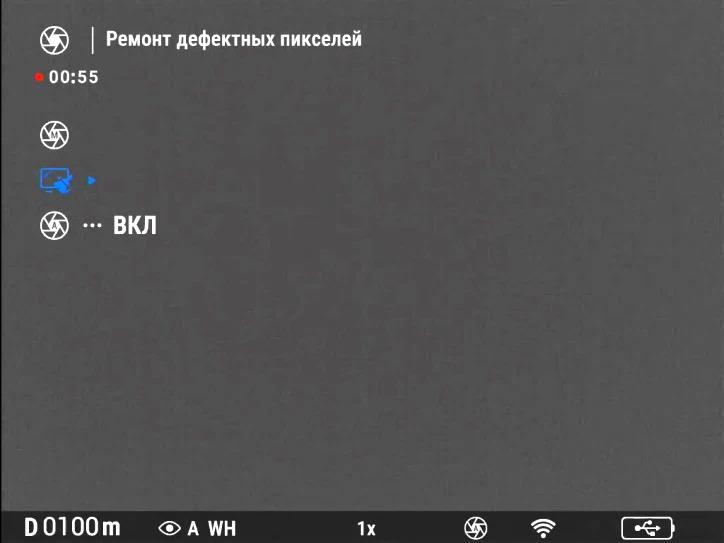 Ремонт дефектных пикселей
00:55
M
••• ВКЛ
D0100m A WH 1x